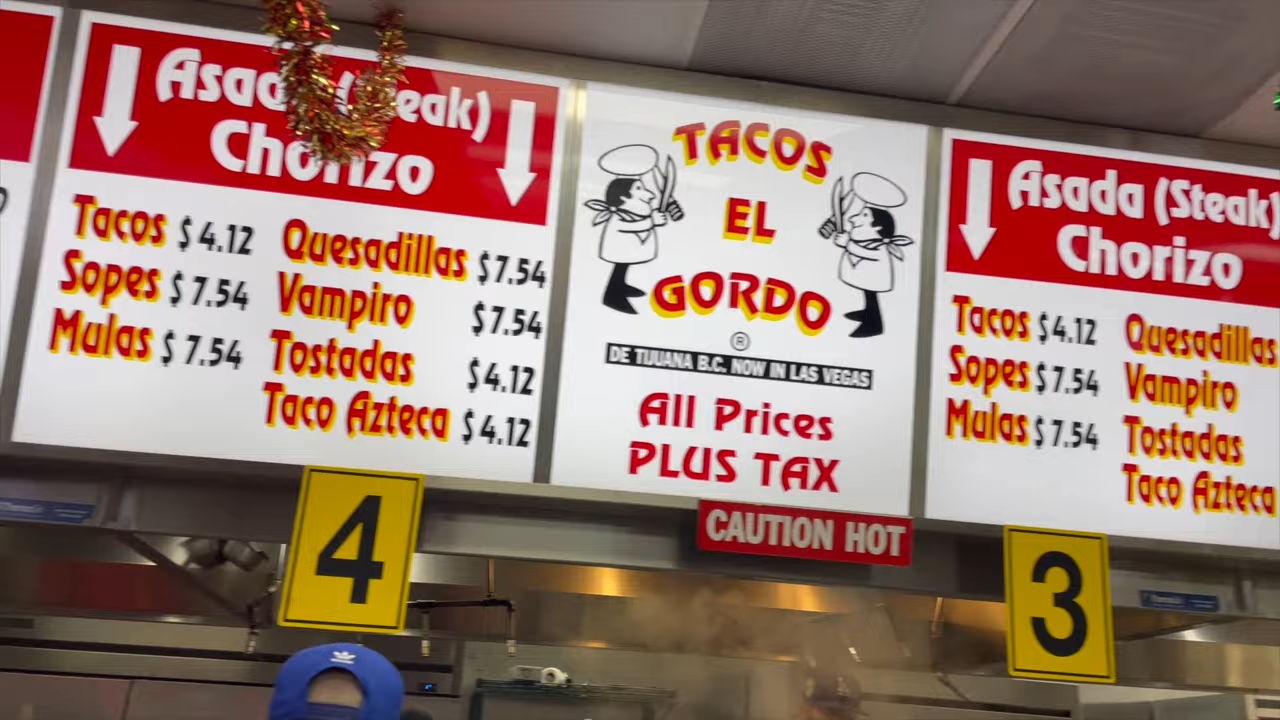 Asada (Steak)
Chorizo
Tacos $4.12 Quesadillas $7.54
Sopes $7.54 Vampiro $7.54
Mulas $7.54 Tostadas $4.12
Taco Azteca $4.12
4
TACOS
EL
GORDO
®
DE TIJUANA B.C. NOW IN LAS VEGAS
All Prices
PLUS TAX
CAUTION HOT
Asada (Steak)
Chorizo
Tacos $4.12 Quesadillas
Sopes $7.54 Vampiro
Mulas $7.54 Tostadas
Taco Azteca
3